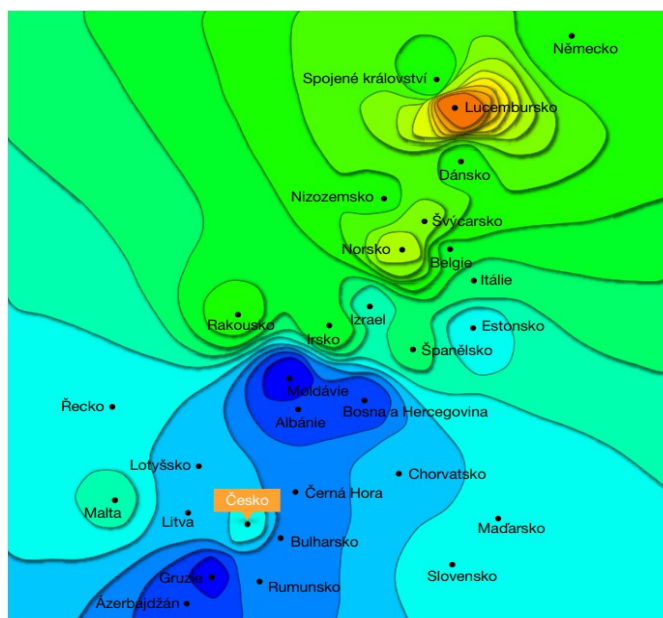 Německo
Spojené království
Lucembursko
Dánsko
Nizozemsko
Švýcarsko
Norsko
Belgie
Itálie
Rakousko
Irsko
Izrael
Estonsko
Španělsko
Moldávie
Řecko
Albánie
Bosna a Hercegovina
Lotyšsko
Chorvatsko
Česko
Černá Hora
Malta
Litva
Maďarsko
Bulharsko
Slovensko
Gruzie
Rumunsko
Ázerbájdžán